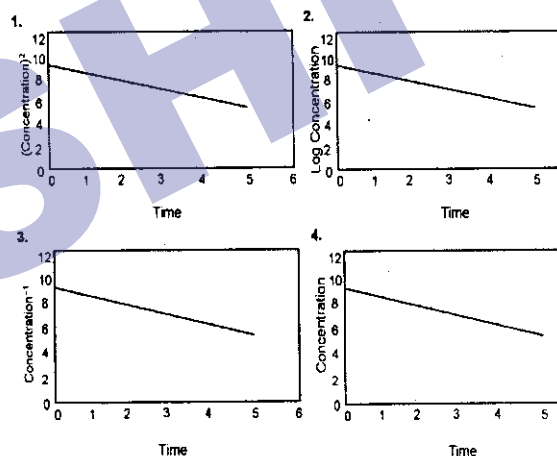 1.
12
10
8
6
4
2
0
(Concentration)²
0 1 2 3 4 5 6
Time
2.
12
10
8
6
4
2
0
Log Concentration
0 1 2 3 4 5
Time
3.
12
10
8
6
4
2
0
Concentration⁻¹
0 1 2 3 4 5 6
Time
4.
12
10
8
6
4
2
0
Concentration
0 1 2 3 4 5
Time